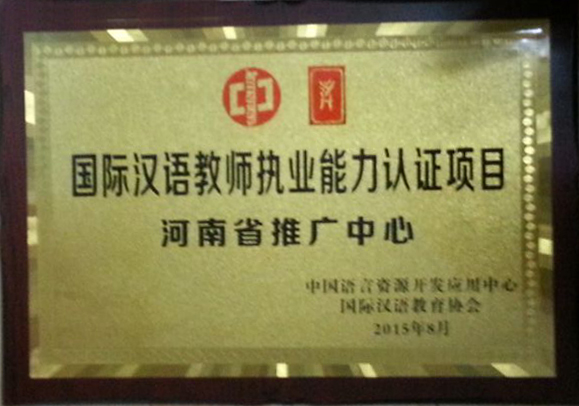 国际汉语教师执业能力认证项目
河南省推广中心
中国语言资源开发应用中心
国际汉语教育协会
2015年8月